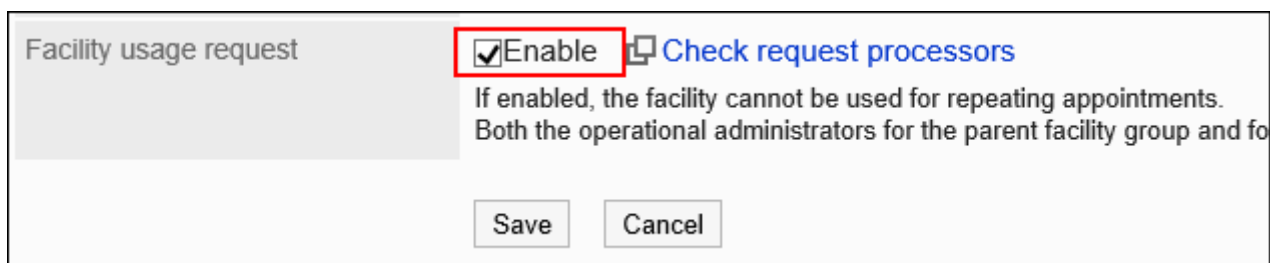 Facility usage request
Enable Check request processors
If enabled, the facility cannot be used for repeating appointments.
Both the operational administrators for the parent facility group and fo
Save Cancel